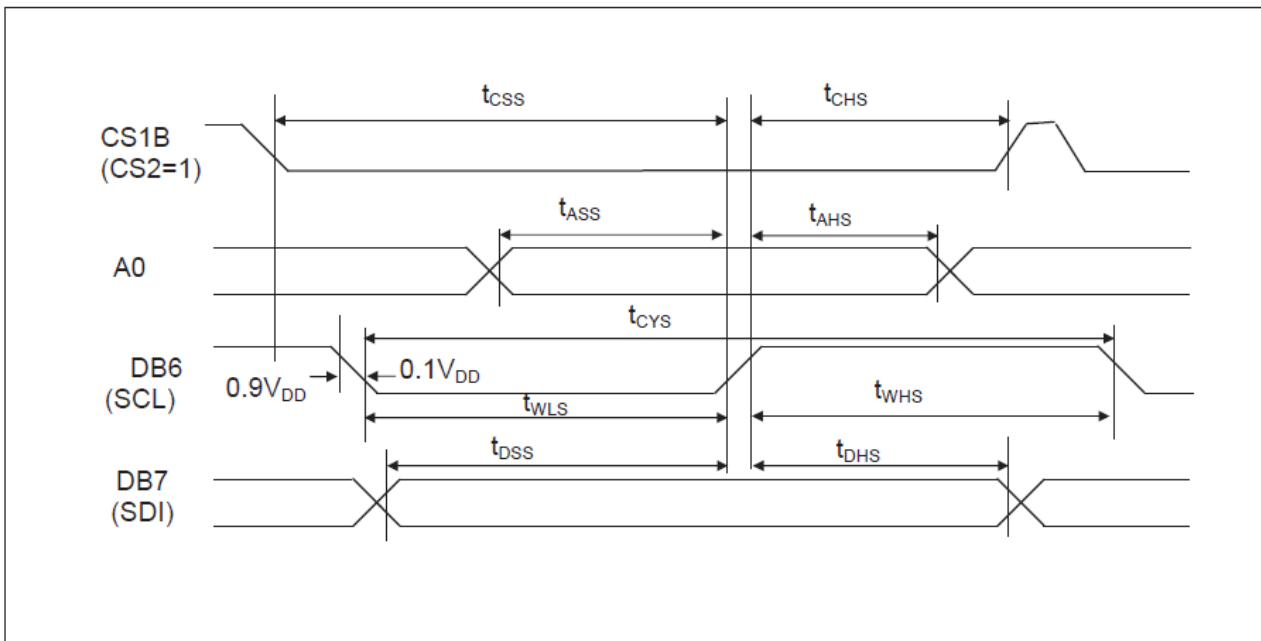 tCSS
tCHS
CS1B
(CS2=1)
tASS
tAHS
A0
tCYS
DB6
(SCL)
0.9VDD
0.1VDD
tWLS
tWHS
tDSS
tDHS
DB7
(SDI)